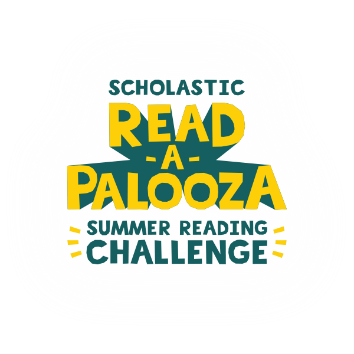 SCHOLASTIC
READ
-A-
PALOOZA
SUMMER READING
CHALLENGE